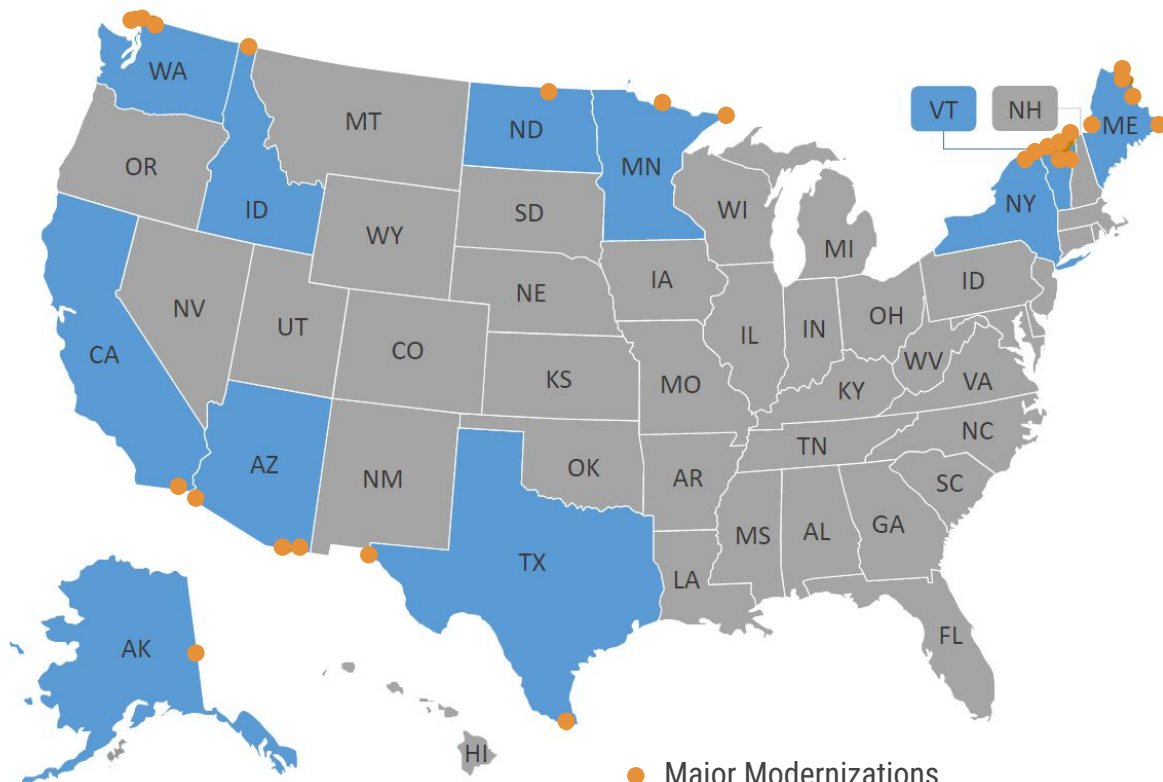 WA
MT
ND
MN
VT
NH
ME
OR
ID
SD
WI
NY
WY
MI
IA
NE
ID
NV
UT
CO
IL
IN
OH
CA
WV
KS
MO
KY
VA
AZ
NM
OK
TN
NC
AR
SC
MS
AL
GA
TX
LA
FL
AK
HI
Major Modernizations